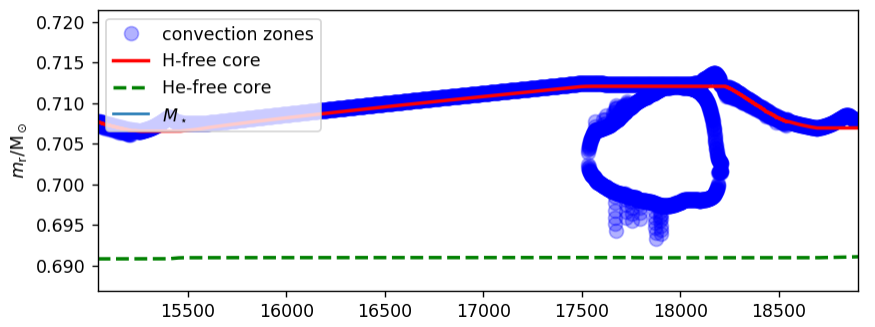 0.720
0.715
0.710
0.705
0.700
0.695
0.690
m_r/M_⊙
convection zones
H-free core
He-free core
M_⋆
15500 16000 16500 17000 17500 18000 18500